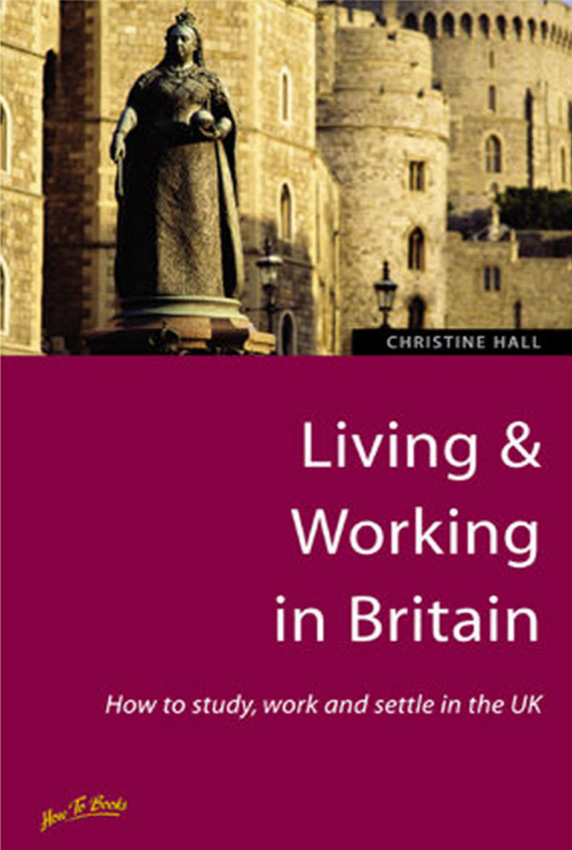 CHRISTINE HALL
Living &
Working
in Britain
How to study, work and settle in the UK
How To Books